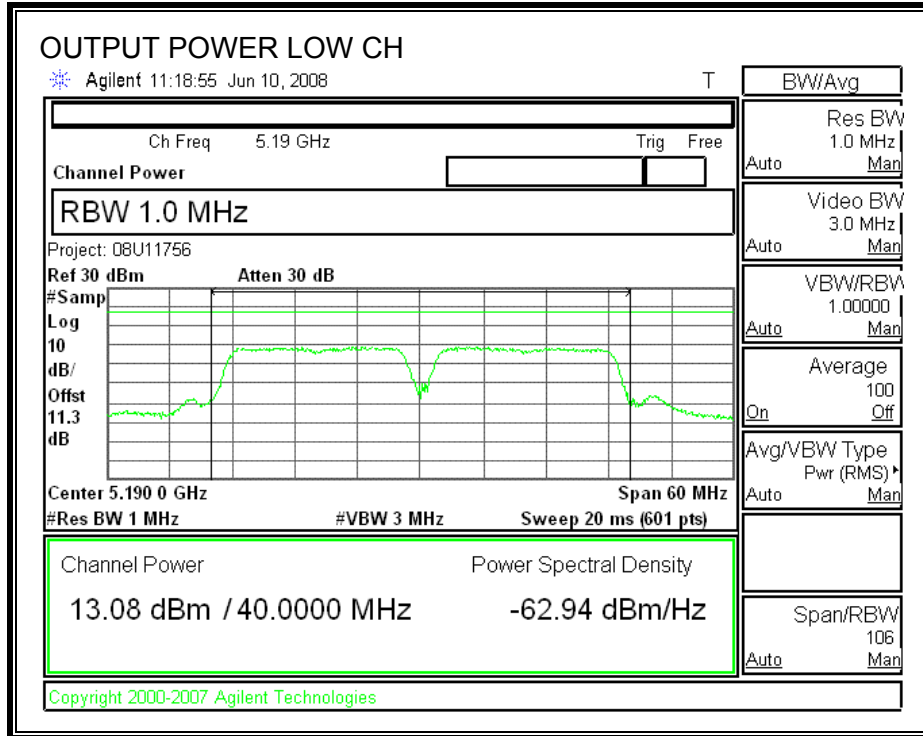 OUTPUT POWER LOW CH
Agilent 11:18:55 Jun 10, 2008 T
Ch Freq 5.19 GHz Trig Free
Channel Power
RBW 1.0 MHz
Project: 08U11756
Ref 30 dBm Atten 30 dB
#Samp
Log
10
dB/
Offst
11.3
dB
Center 5.190 0 GHz Span 60 MHz
#Res BW 1 MHz #VBW 3 MHz Sweep 20 ms (601 pts)
Channel Power Power Spectral Density
13.08 dBm / 40.0000 MHz -62.94 dBm/Hz
Copyright 2000-2007 Agilent Technologies
BW/Avg
Res BW
1.0 MHz
Auto Man
Video BW
3.0 MHz
Auto Man
VBW/RBW
1.00000
Auto Man
Average
100
On Off
Avg/VBW Type
Pwr (RMS)
Auto Man
Span/RBW
106
Auto Man